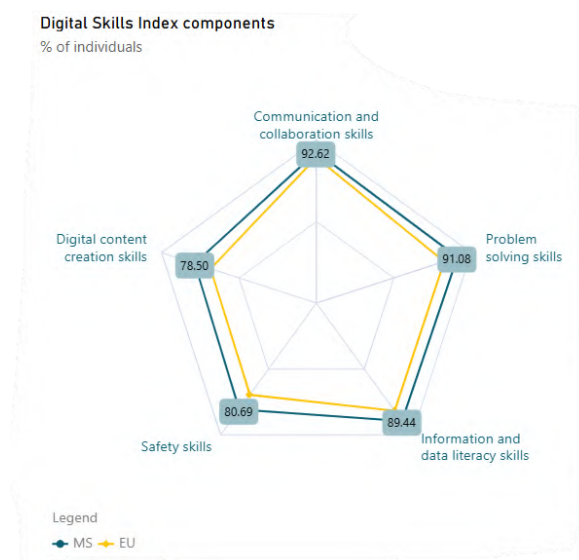 Digital Skills Index components
% of individuals
Communication and
collaboration skills
92.62
Digital content
creation skills
78.50
Problem
solving skills
91.08
80.69
Safety skills
89.44
Information and
data literacy skills
Legend
MS EU